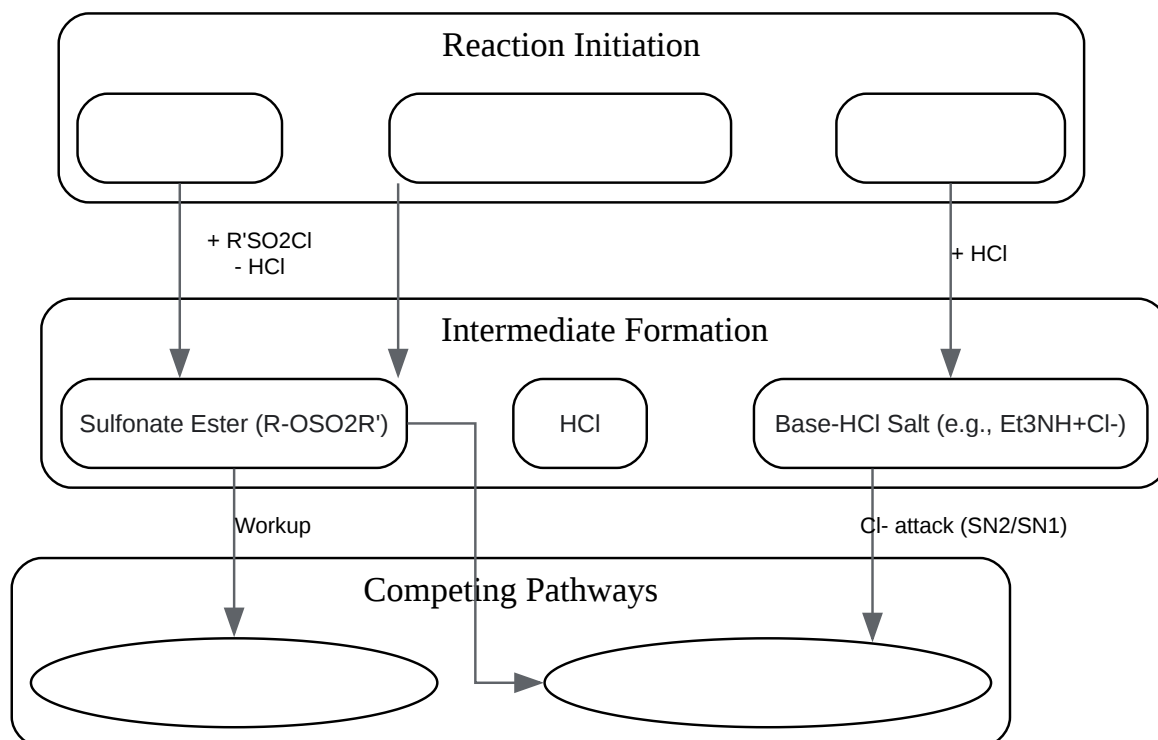 Reaction Initiation
+ R'SO2Cl
- HCl
+ HCl
Intermediate Formation
Sulfonate Ester (R-OSO2R')
HCl
Base-HCl Salt (e.g., Et3NH+Cl-)
Workup
Cl- attack (SN2/SN1)
Competing Pathways